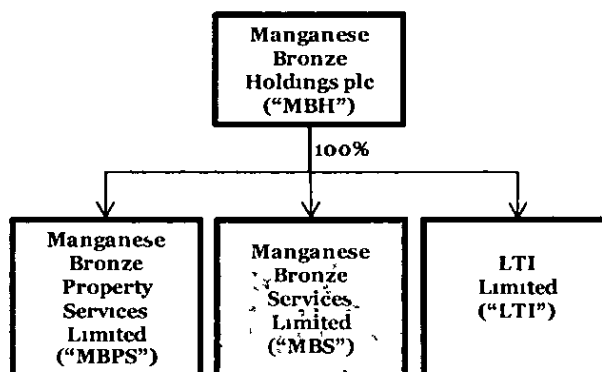 Manganese
Bronze
Holdings plc
(“MBH”)
100%
Manganese
Bronze
Property
Services
Limited
(“MBPS”)
Manganese
Bronze
Services
Limited
(“MBS”)
LTI
Limited
(“LTI”)